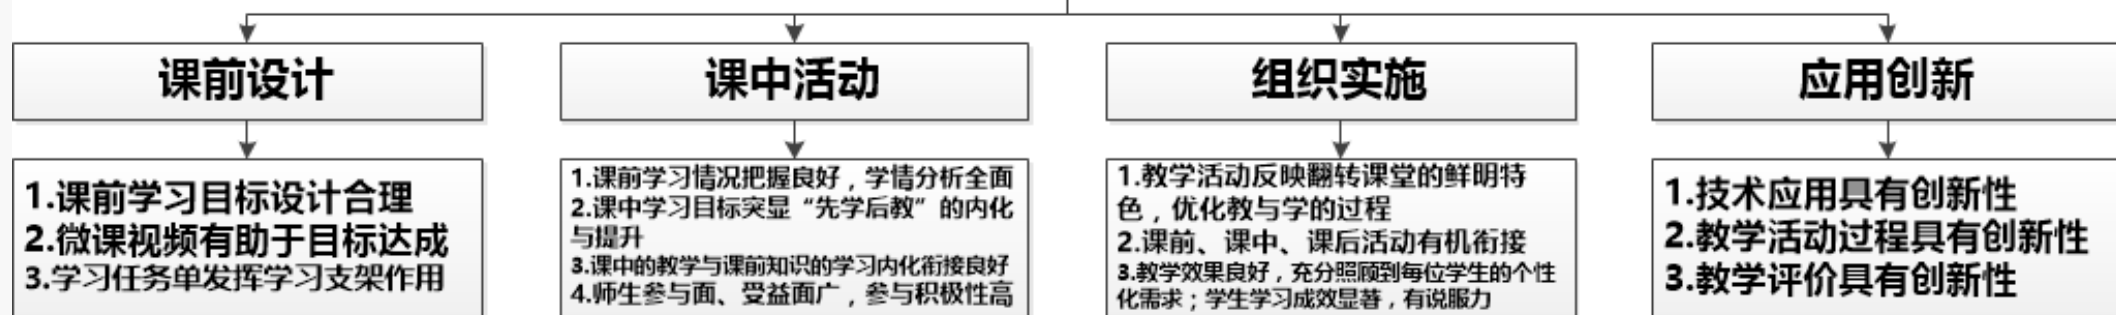 课前设计
课中活动
组织实施
应用创新
1.课前学习目标设计合理
2.微课视频有助于目标达成
3.学习任务单发挥学习支架作用
1.课前学习情况把握良好，学情分析全面
2.课中学习目标突显“先学后教”的内化
与提升
3.课中的教学与课前知识的学习内化衔接良好
4.师生参与面、受益面广，参与积极性高
1.教学活动反映翻转课堂的鲜明特
色，优化教与学的过程
2.课前、课中、课后活动有机衔接
3.教学效果良好，充分照顾到每位学生的个性
化需求；学生学习成效显著，有说服力
1.技术应用具有创新性
2.教学活动过程具有创新性
3.教学评价具有创新性